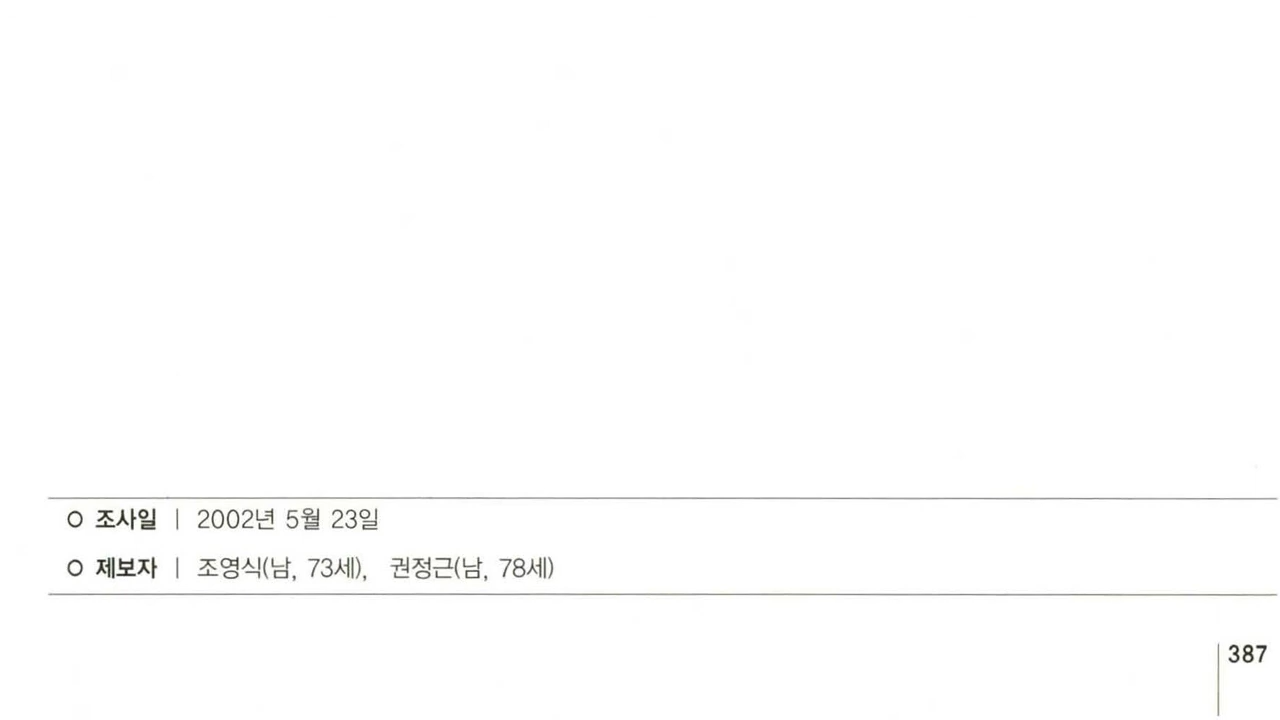 ○ 조사일 | 2002년 5월 23일
○ 제보자 | 조영식(남, 73세), 권정근(남, 78세)
387